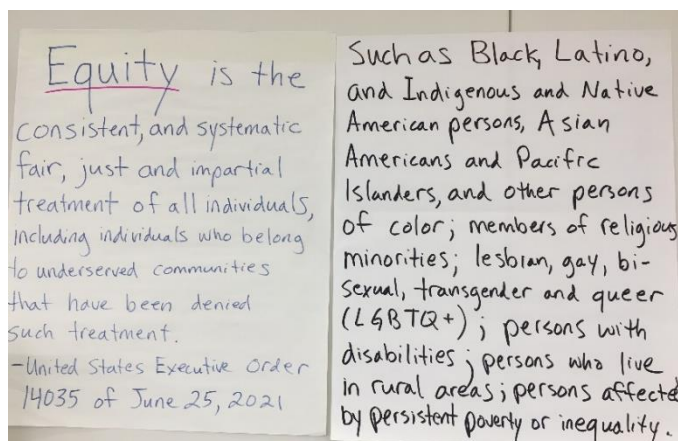 Equity is the
consistent, and systematic
fair, just and impartial
treatment of all individuals,
including individuals who belong
to underserved communities
that have been denied
such treatment.
-United States Executive Order
14035 of June 25, 2021
Such as Black, Latino,
and Indigenous and Native
American persons, Asian
Americans and Pacific
Islanders, and other persons
of color; members of religious
minorities; lesbian, gay, bi-
sexual, transgender and queer
(LGBTQ+); persons with
disabilities; persons who live
in rural areas; persons affected
by persistent poverty or inequality.